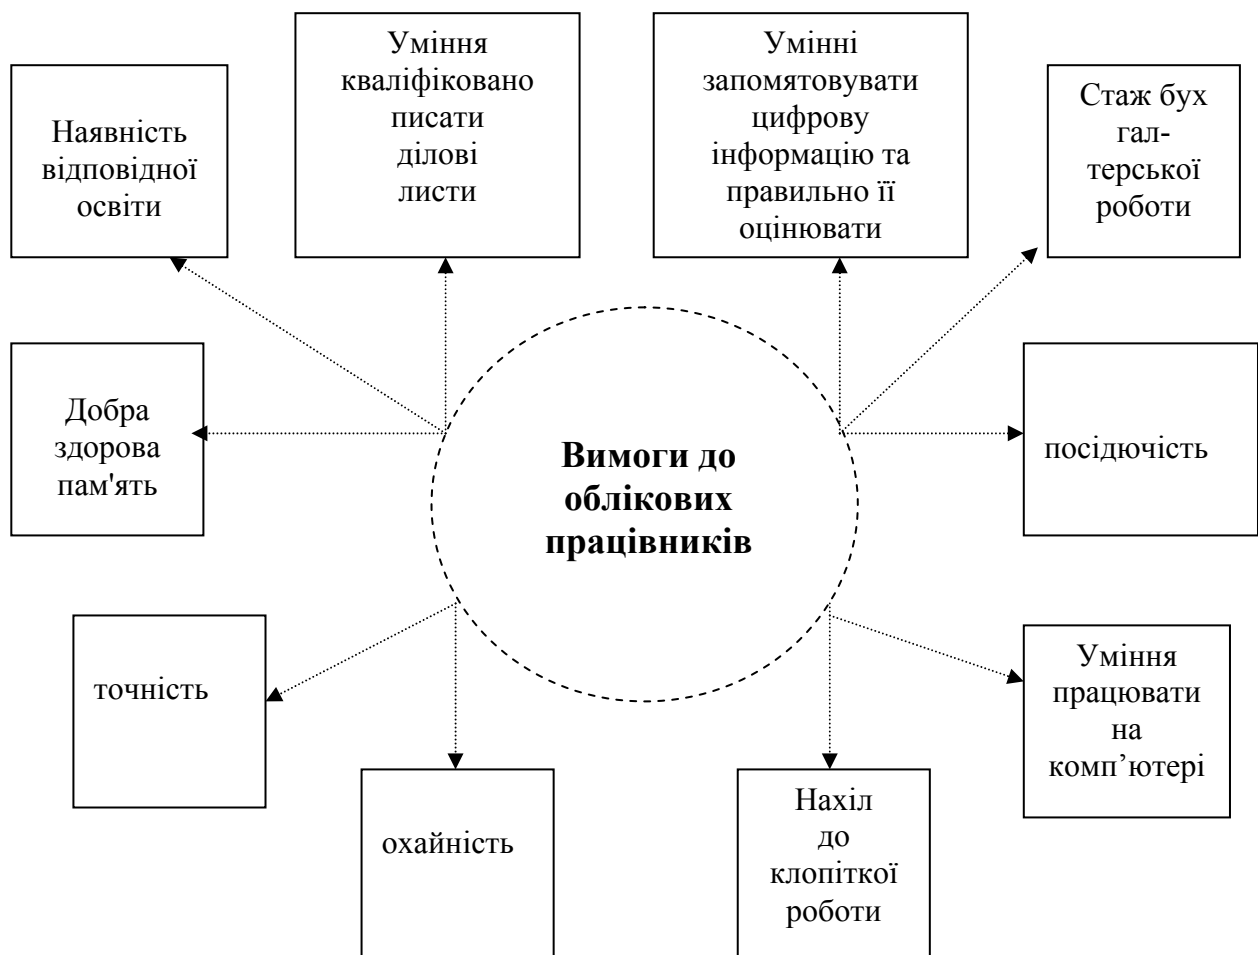 Уміння
кваліфіковано
писати
ділові
листи
Умінні
запомятовувати
цифрову
інформацію та
правильно її
оцінювати
Стаж бух
гал-
терської
роботи
Наявність
відповідної
освіти
Добра
здорова
пам'ять
Вимоги до
облікових
працівників
посідючість
точність
Уміння
працювати
на
комп’ютері
охайність
Нахіл
до
клопіткої
роботи